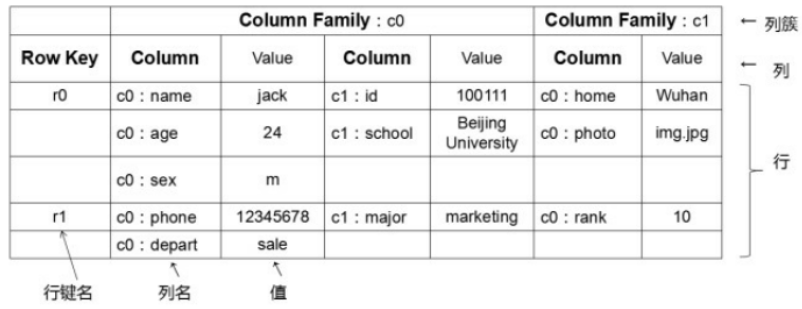 Column Family：c0 Column Family：c1 ← 列簇
Row Key Column Value Column Value Column Value ← 列
r0 c0：name jack c1：id 100111 c0：home Wuhan
c0：age 24 c1：school Beijing University c0：photo img.jpg
行
c0：sex m
r1 c0：phone 12345678 c1：major marketing c0：rank 10
c0：depart sale
行键名 列名 值